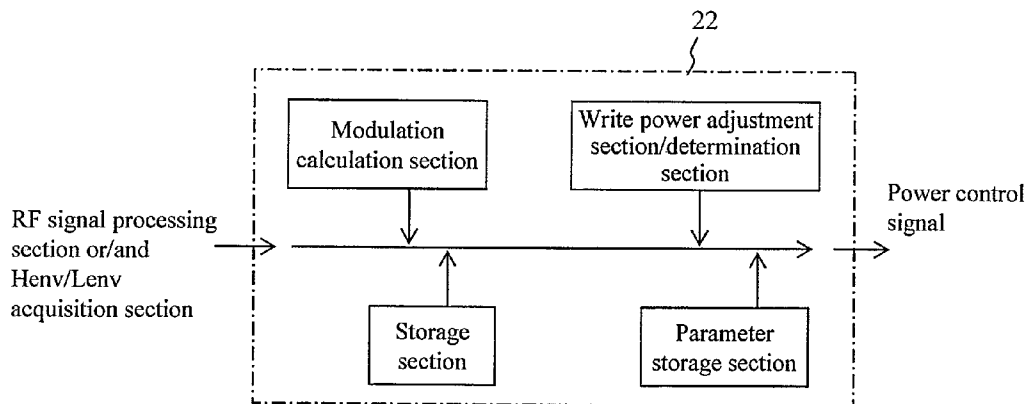 22
Modulation
calculation section
Write power adjustment
section/determination
section
RF signal processing
section or/and
Henv/Lenv
acquisition section
Power control
signal
Storage
section
Parameter
storage section